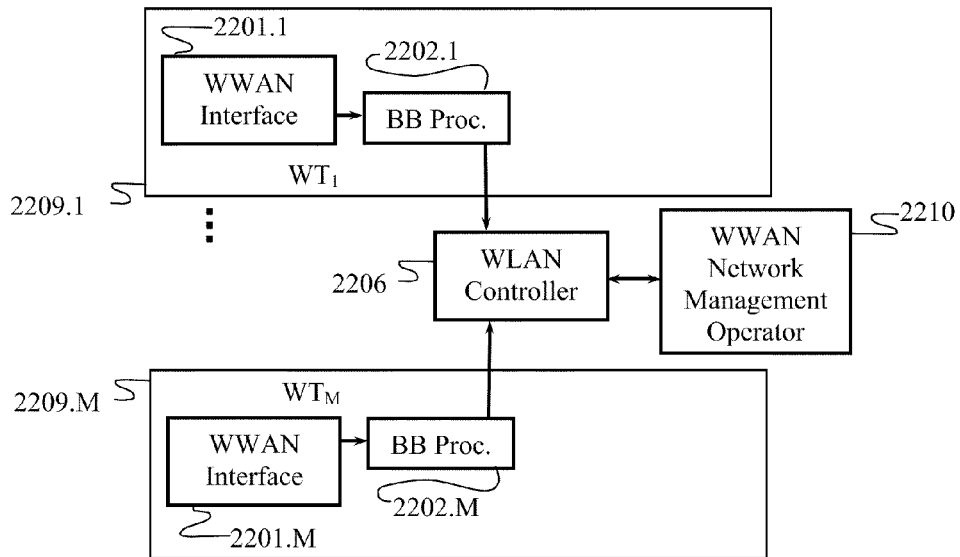 2201.1
2202.1
WWAN
Interface
BB Proc.
WT1
2209.1
2210
WLAN
Controller
2206
WWAN
Network
Management
Operator
2209.M
WTM
WWAN
Interface
BB Proc.
2202.M
2201.M